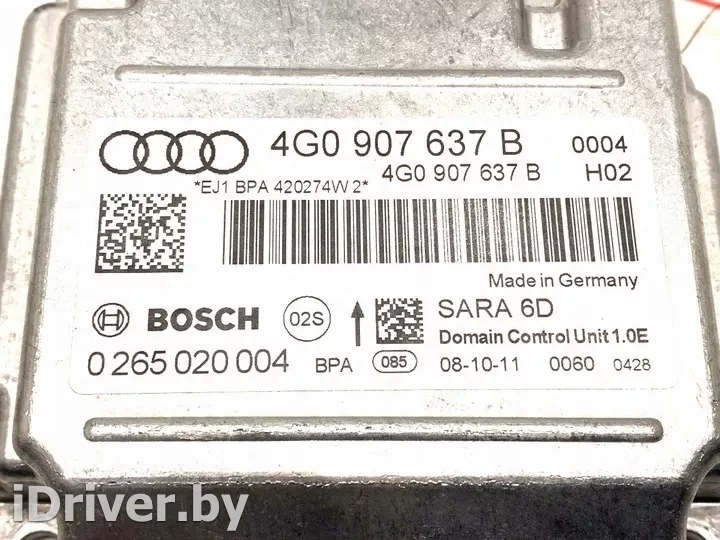 4G0 907 637 B 0004
4G0 907 637 B H02
*EJ1 BPA 420274W 2*
Made in Germany
BOSCH 02S SARA 6D
Domain Control Unit 1.0E
0 265 020 004 BPA 085 08-10-11 0060 0428
iDriver.by